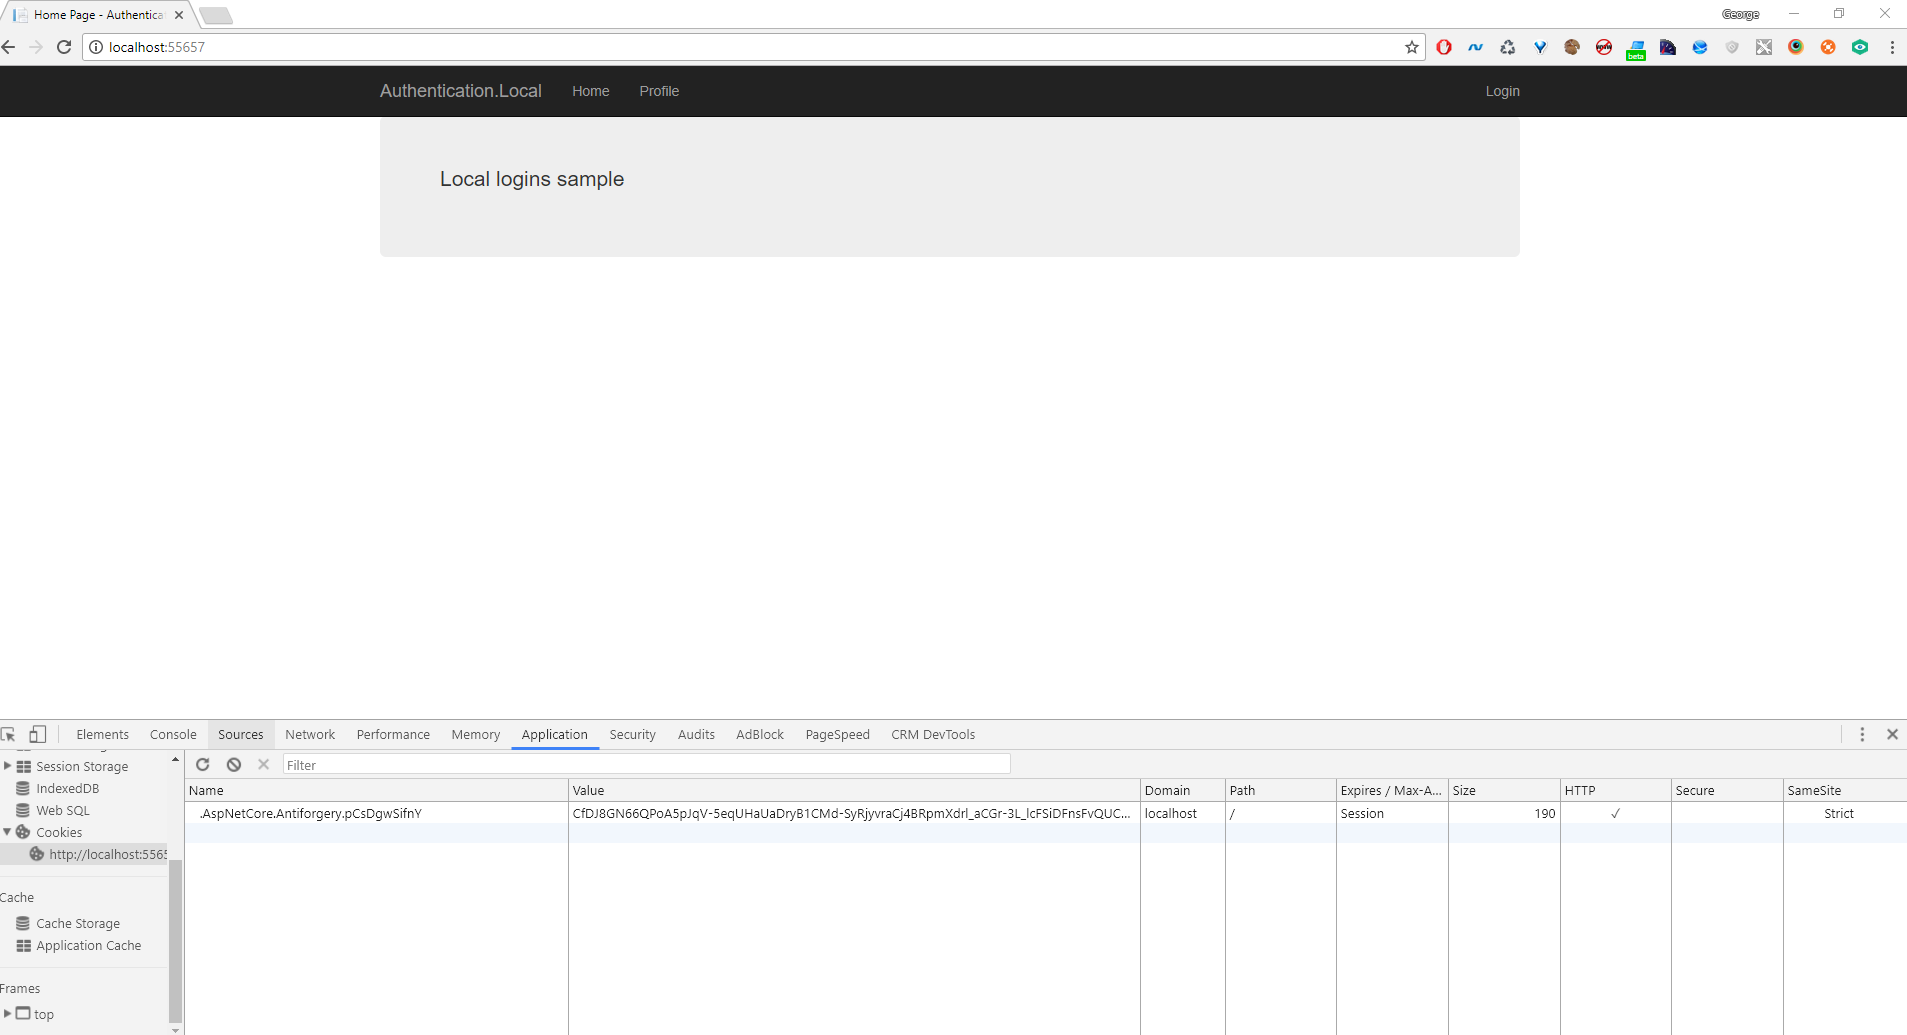 Home Page - Authentica
George
localhost:55657
beta
Authentication.Local Home Profile Login
Local logins sample
Elements Console Sources Network Performance Memory Application Security Audits AdBlock PageSpeed CRM DevTools
Session Storage
IndexedDB
Web SQL
Cookies
http://localhost:5565
Cache
Cache Storage
Application Cache
Frames
top
Filter
Name Value Domain Path Expires / Max-A... Size HTTP Secure SameSite
.AspNetCore.Antiforgery.pCsDgwSifnY CfDJ8GN66QPoA5pJqV-5eqUHaUaDryB1CMd-SyRjyvraCj4BRpmXdrl_aCGr-3L_lcFSiDFnsFvQUC... localhost / Session 190 ✓ Strict